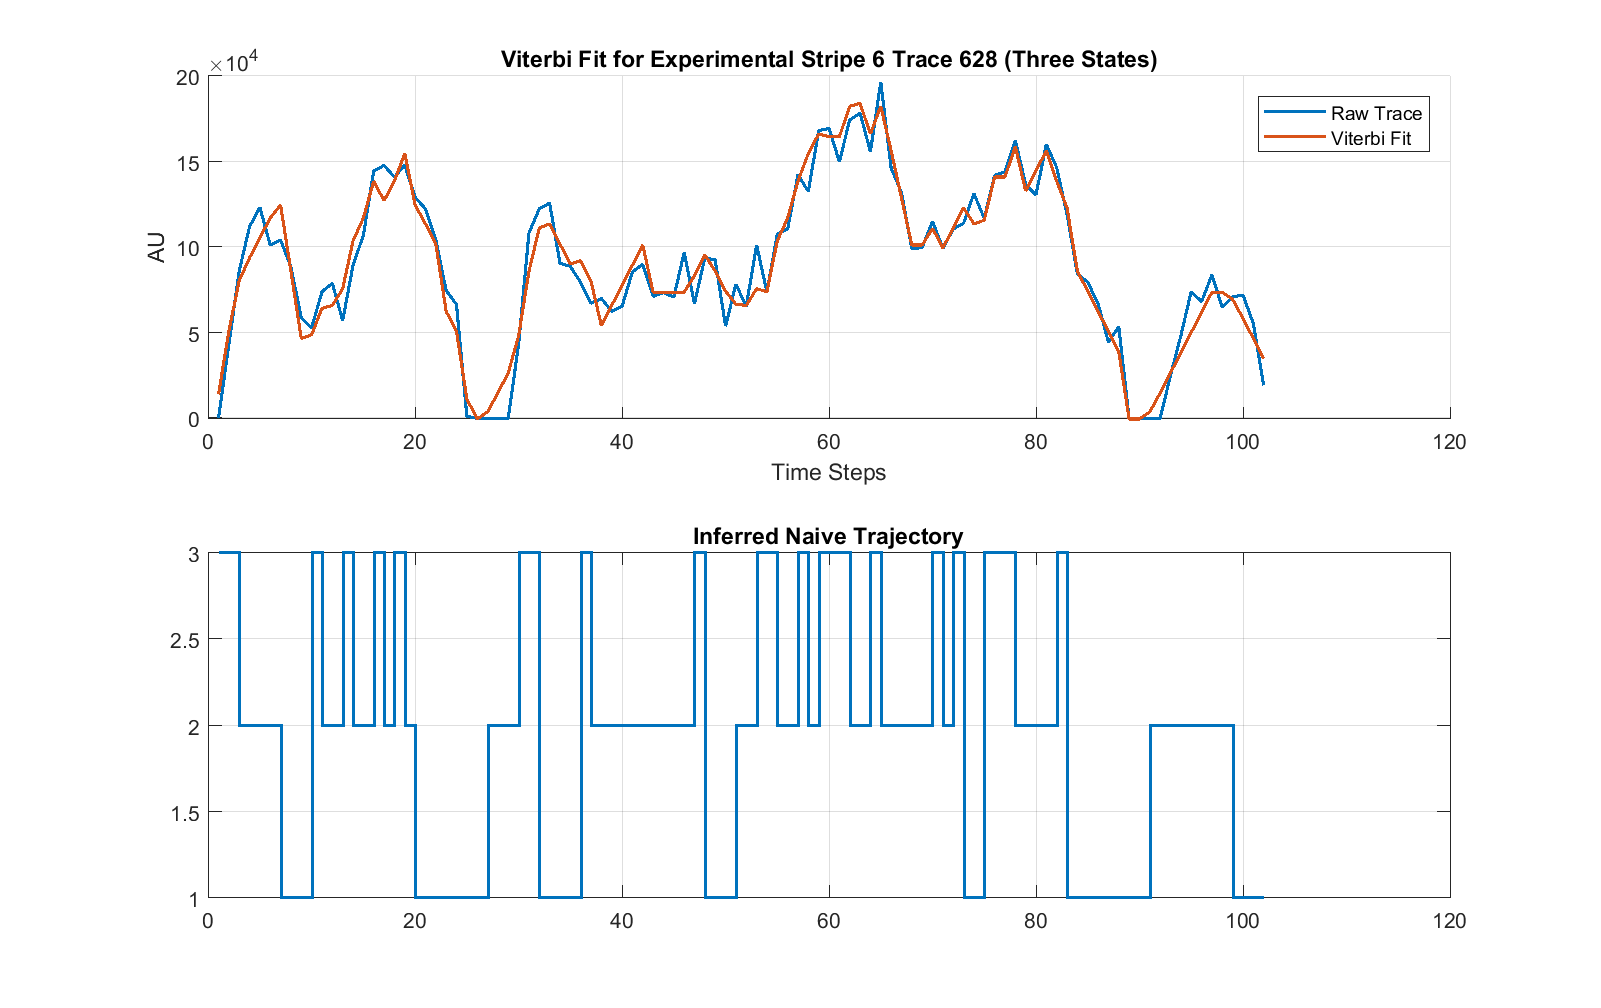 Viterbi Fit for Experimental Stripe 6 Trace 628 (Three States)
×10⁴
20
15
10
5
0
AU
Raw Trace
Viterbi Fit
0 20 40 60 80 100 120
Time Steps
Inferred Naive Trajectory
3
2.5
2
1.5
1
0 20 40 60 80 100 120